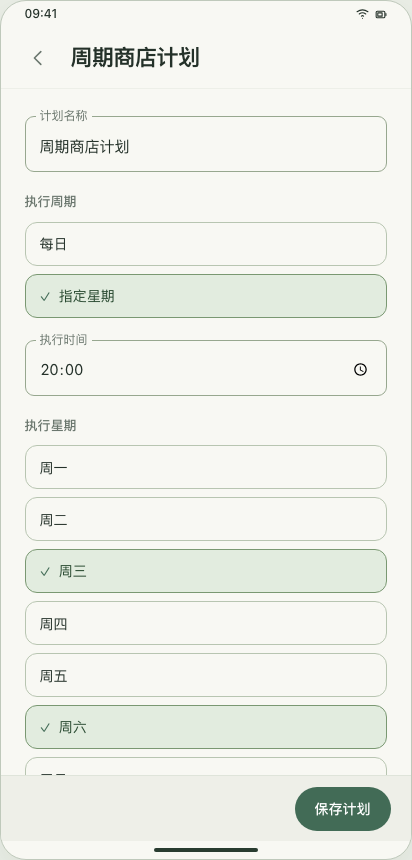 09:41
周期商店计划
计划名称
周期商店计划
执行周期
每日
指定星期
执行时间
20:00
执行星期
周一
周二
周三
周四
周五
周六
保存计划